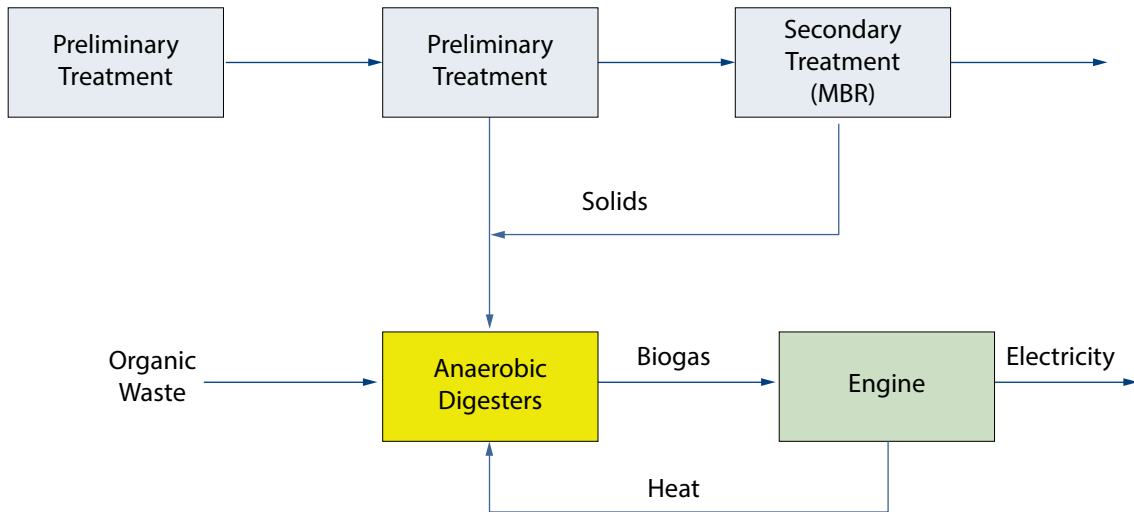 Preliminary
Treatment
Preliminary
Treatment
Secondary
Treatment
(MBR)
Solids
Organic
Waste
Anaerobic
Digesters
Biogas
Engine
Electricity
Heat